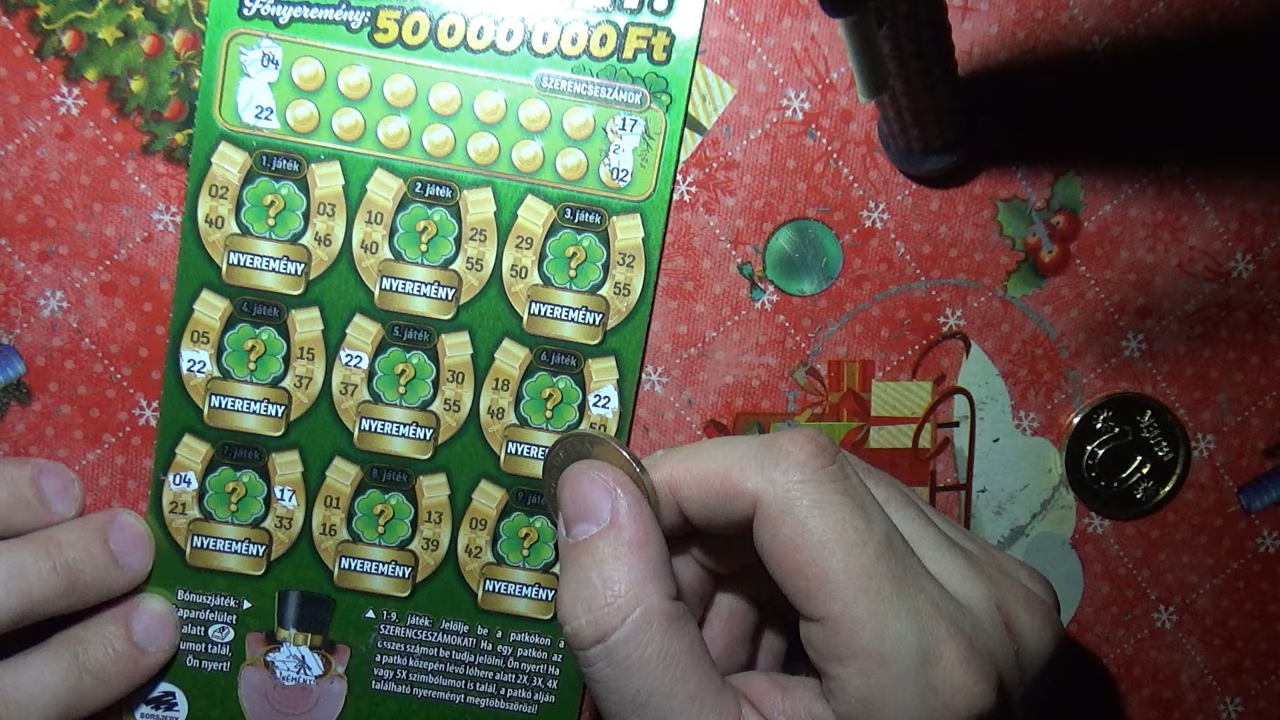 Főnyeremény:
50 000 000 Ft
SZERENCSESZÁMOK
04
22
17
02
1. játék
02
40
03
46
NYEREMÉNY
2. játék
10
40
25
55
NYEREMÉNY
3. játék
29
50
32
55
NYEREMÉNY
4. játék
05
22
15
37
NYEREMÉNY
5. játék
22
37
30
55
NYEREMÉNY
6. játék
18
48
22
50
7. játék
04
21
17
33
NYEREMÉNY
8. játék
01
16
13
39
NYEREMÉNY
9.
09
42
NYEREMÉNY
Bónuszjáték:
alatt
talál,
Ön nyert!
1-9. játék: Jelölje be a patkókon a
SZERENCSESZÁMOKAT! Ha egy patkón az
összes számot be tudja jelölni, Ön nyert! Ha
a patkó közepén lévő lóhere alatt 2X, 3X, 4X
vagy 5X szimbólumot is talál, a patkó alján
található nyereményt megtöbbszörözi!